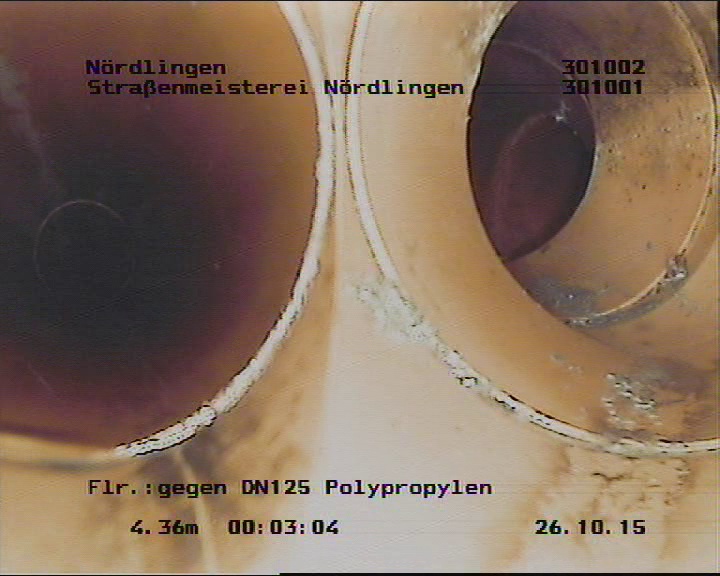 Nördlingen 301002
Straßenmeisterei Nördlingen 301001
Flr.:gegen DN125 Polypropylen
4.36m 00:03:04 26.10.15